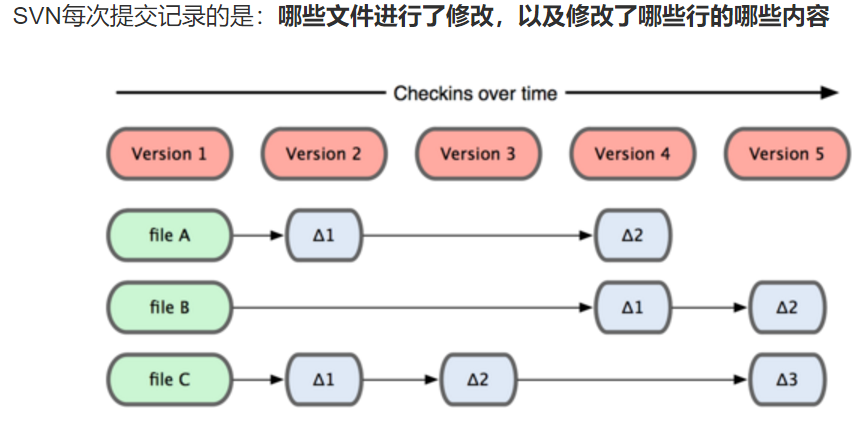 SVN每次提交记录的是：哪些文件进行了修改，以及修改了哪些行的哪些内容
Checkins over time
Version 1 Version 2 Version 3 Version 4 Version 5
file A Δ1 Δ2
file B Δ1 Δ2
file C Δ1 Δ2 Δ3